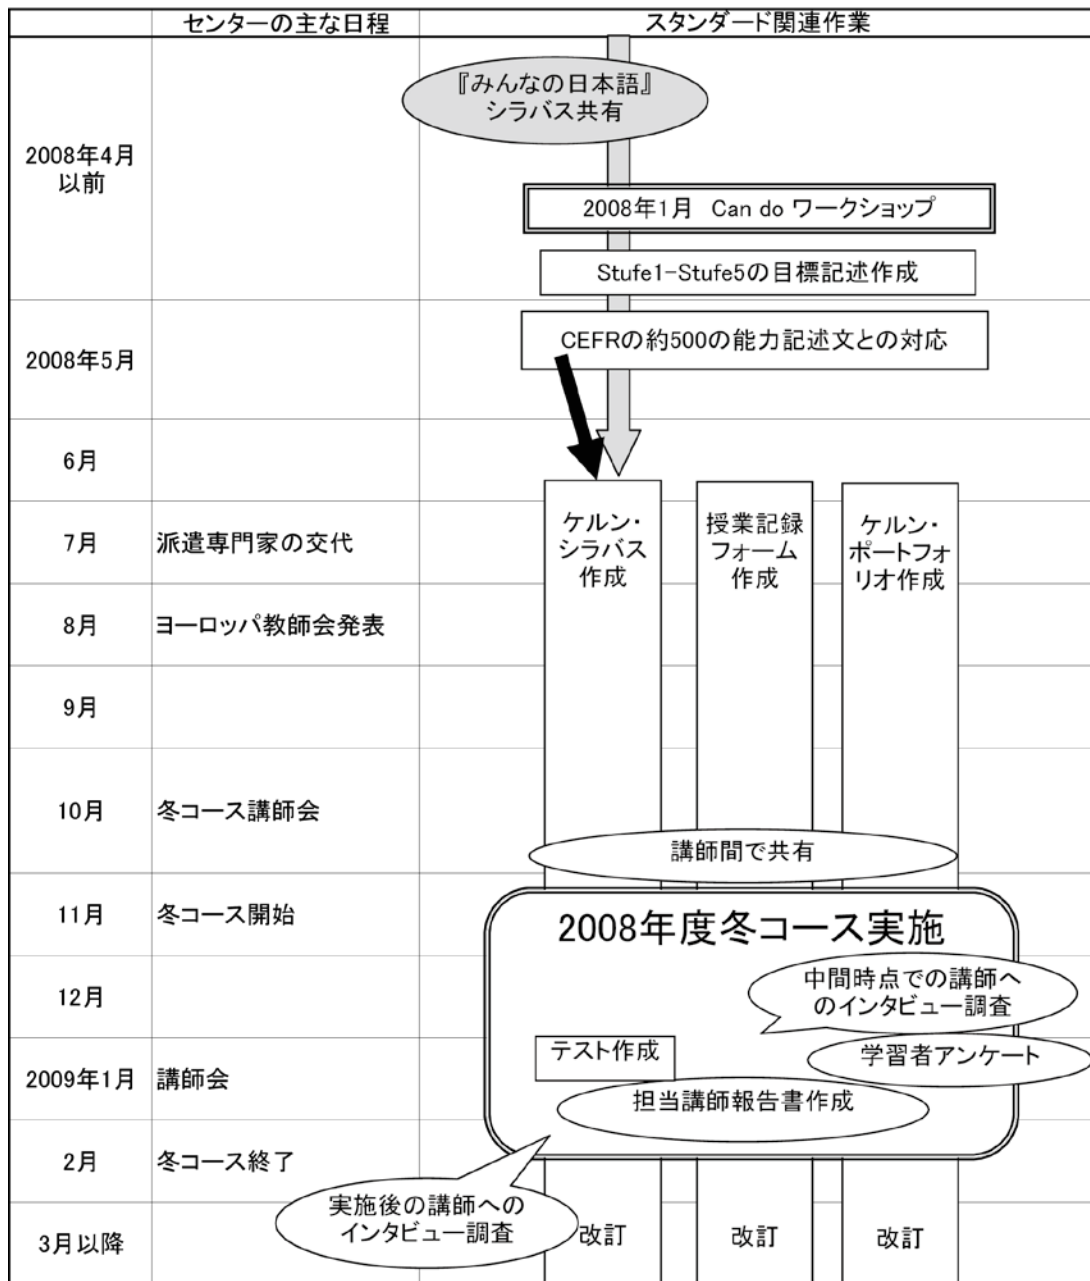 センターの主な日程
スタンダード関連作業
2008年4月
以前
『みんなの日本語』
シラバス共有
2008年1月 Can do ワークショップ
Stufe1-Stufe5の目標記述作成
2008年5月
CEFRの約500の能力記述文との対応
6月
7月
派遣専門家の交代
ケルン・
シラバス
作成
授業記録
フォーム
作成
ケルン・
ポートフォ
リオ作成
8月
ヨーロッパ教師会発表
9月
10月
冬コース講師会
講師間で共有
11月
冬コース開始
2008年度冬コース実施
12月
中間時点での講師へ
のインタビュー調査
2009年1月
講師会
テスト作成
学習者アンケート
担当講師報告書作成
2月
冬コース終了
実施後の講師への
インタビュー調査
3月以降
改訂
改訂
改訂